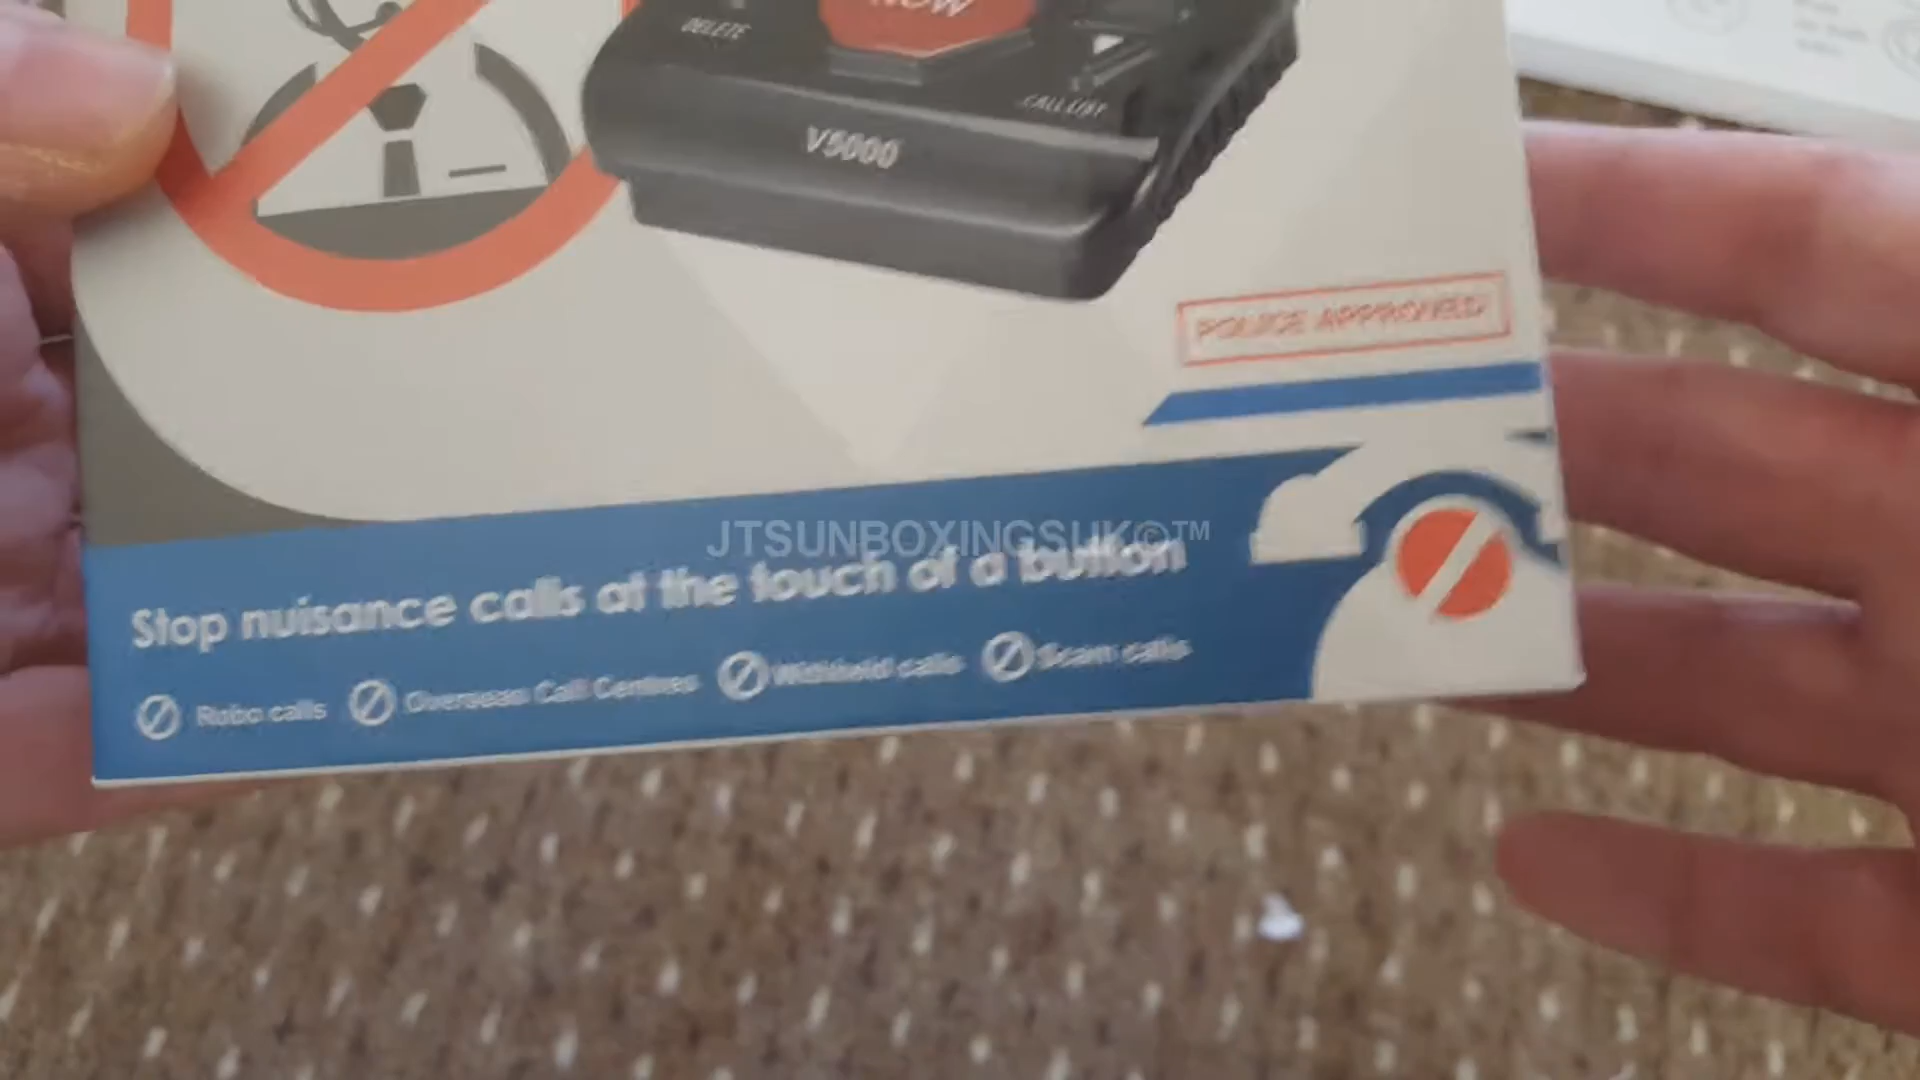 NOW
DELETE
CALL LIST
V5000
POLICE APPROVED
JTSUNBOXINGSUK©™
Stop nuisance calls at the touch of a button
Robo calls Overseas Call Centres Withheld calls Scam calls